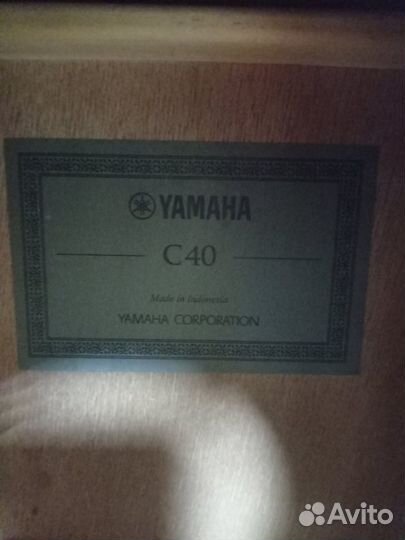 YAMAHA
C40
Made in Indonesia
YAMAHA CORPORATION
Avito